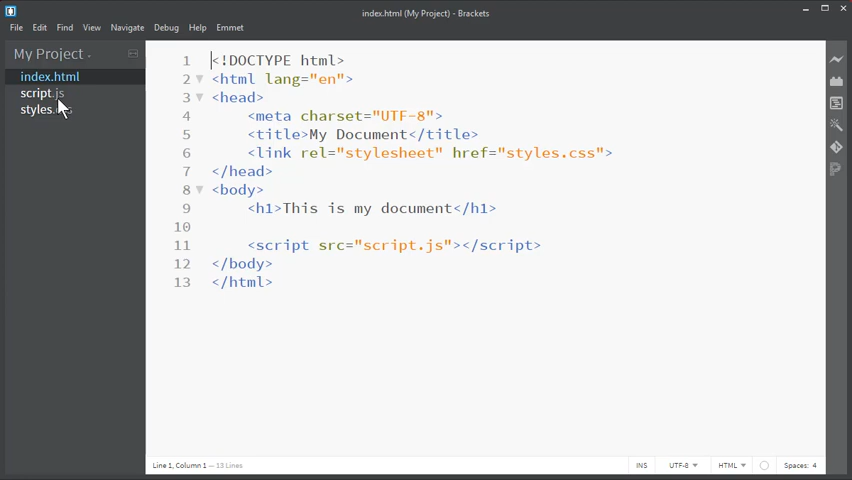 index.html (My Project) - Brackets
File Edit Find View Navigate Debug Help Emmet
My Project
index.html
script.js
styles.
1 <!DOCTYPE html>
2 <html lang="en">
3 <head>
4 <meta charset="UTF-8">
5 <title>My Document</title>
6 <link rel="stylesheet" href="styles.css">
7 </head>
8 <body>
9 <h1>This is my document</h1>
10
11 <script src="script.js"></script>
12 </body>
13 </html>
Line 1, Column 1 — 13 Lines INS UTF-8 HTML Spaces: 4